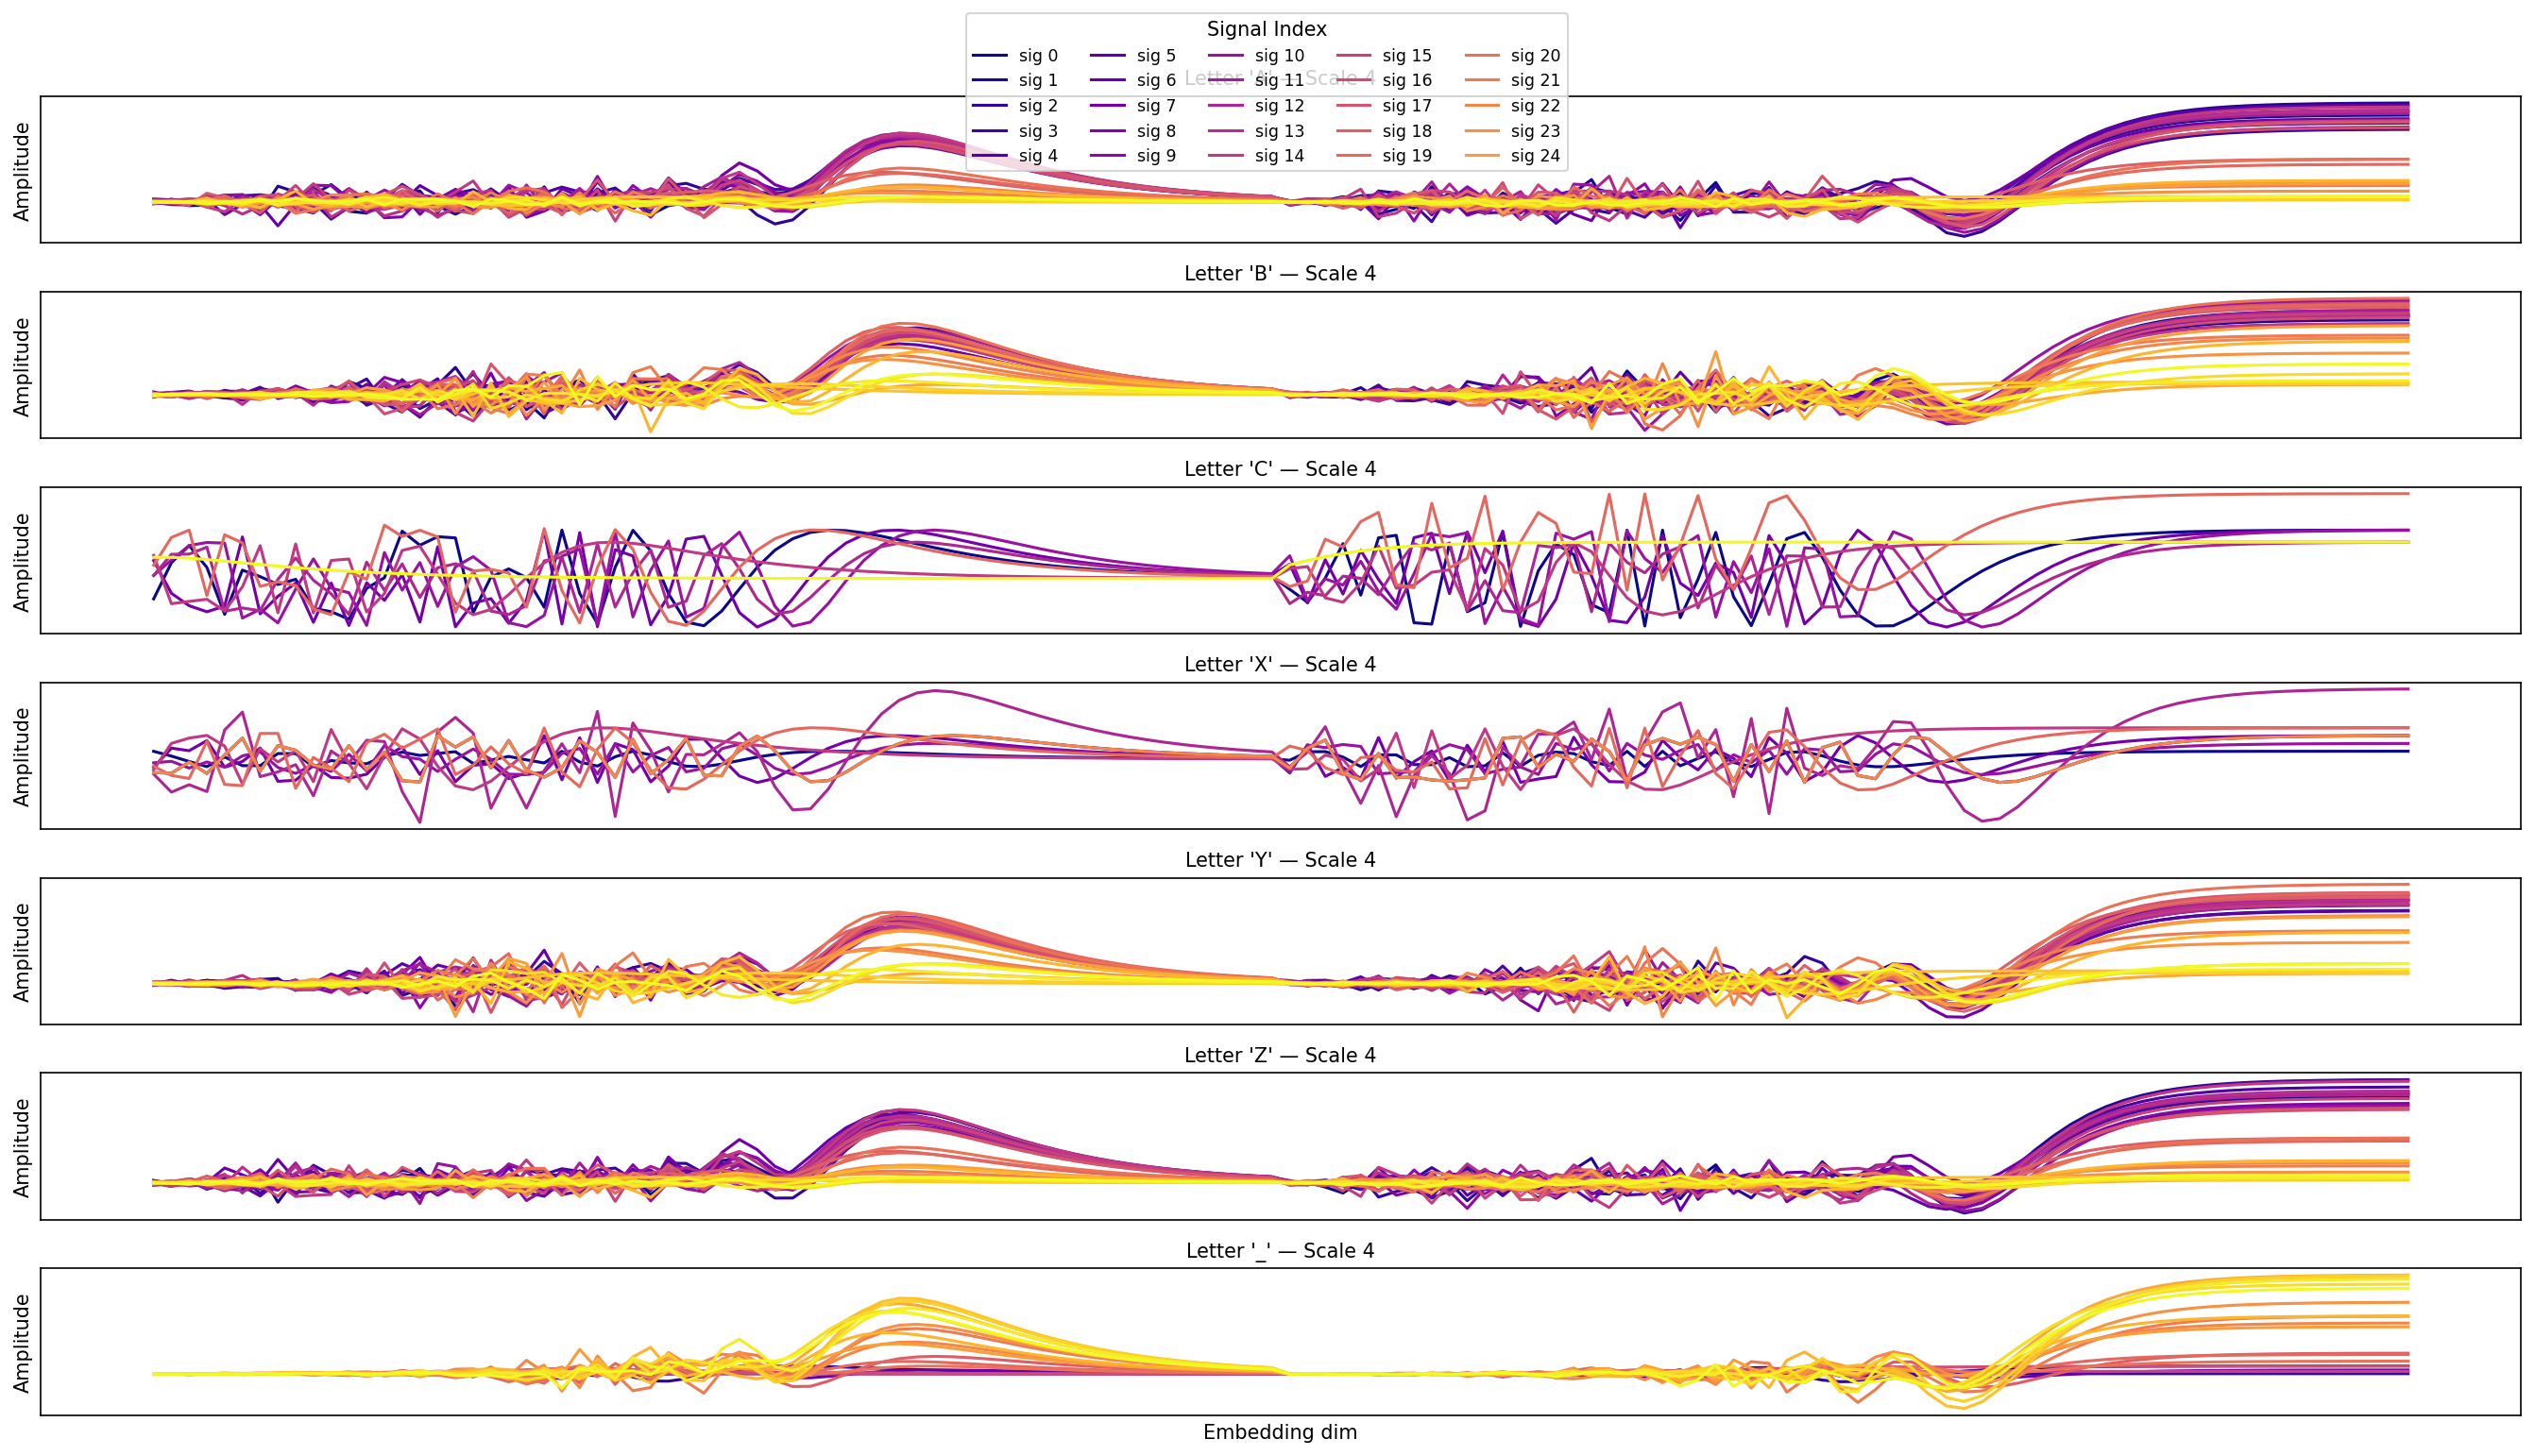 Signal Index
sig 0 sig 5 sig 10 sig 15 sig 20
sig 1 sig 6 sig 11 sig 16 sig 21
sig 2 sig 7 sig 12 sig 17 sig 22
sig 3 sig 8 sig 13 sig 18 sig 23
sig 4 sig 9 sig 14 sig 19 sig 24
Letter 'A' — Scale 4
Amplitude
Letter 'B' — Scale 4
Amplitude
Letter 'C' — Scale 4
Amplitude
Letter 'X' — Scale 4
Amplitude
Letter 'Y' — Scale 4
Amplitude
Letter 'Z' — Scale 4
Amplitude
Letter '_' — Scale 4
Amplitude
Embedding dim